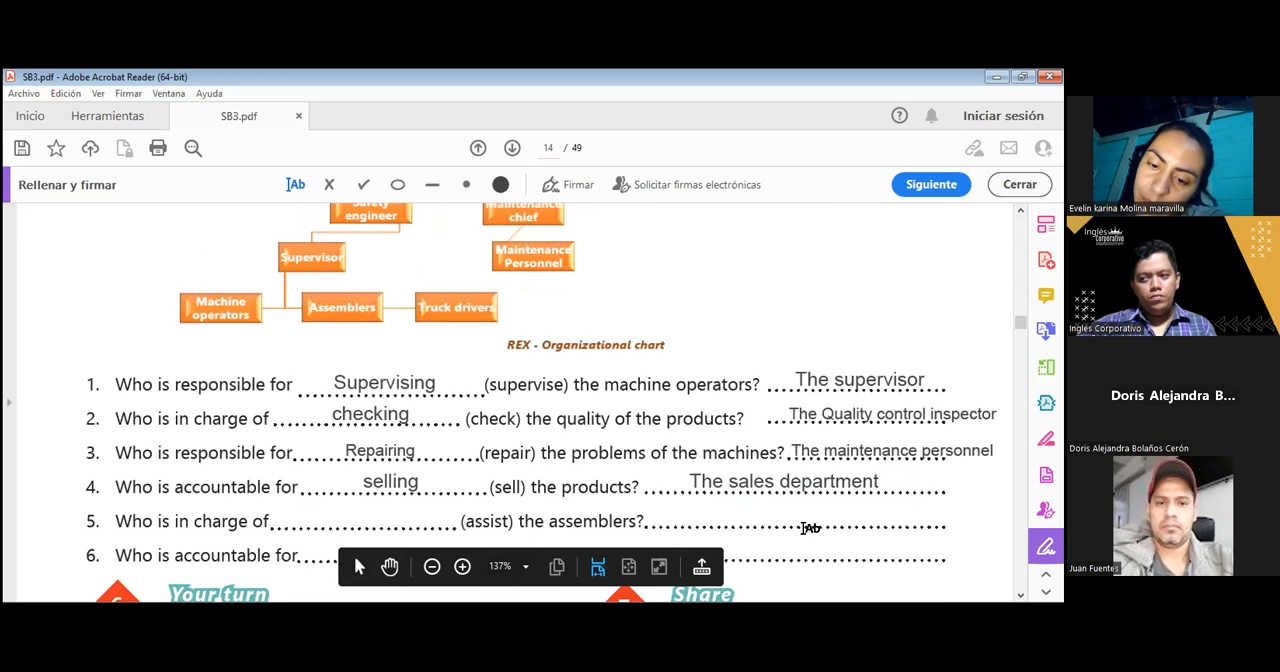 SB3.pdf - Adobe Acrobat Reader (64-bit)
Archivo Edición Ver Firmar Ventana Ayuda
Inicio Herramientas SB3.pdf × Iniciar sesión
14 / 49
Rellenar y firmar Ab Firmar Solicitar firmas electrónicas Siguiente Cerrar
Safety engineer
Maintenance chief
Supervisor
Maintenance Personnel
Machine operators
Assemblers
Truck drivers
REX - Organizational chart
1. Who is responsible for Supervising (supervise) the machine operators? The supervisor
2. Who is in charge of checking (check) the quality of the products? The Quality control inspector
3. Who is responsible for Repairing (repair) the problems of the machines? The maintenance personnel
4. Who is accountable for selling (sell) the products? The sales department
5. Who is in charge of (assist) the assemblers? Ab
6. Who is accountable for
137%
Your turn Share
Evelin karina Molina maravilla
Inglés Corporativo
Inglés Corporativo
Doris Alejandra B...
Doris Alejandra Bolaños Cerón
Juan Fuentes